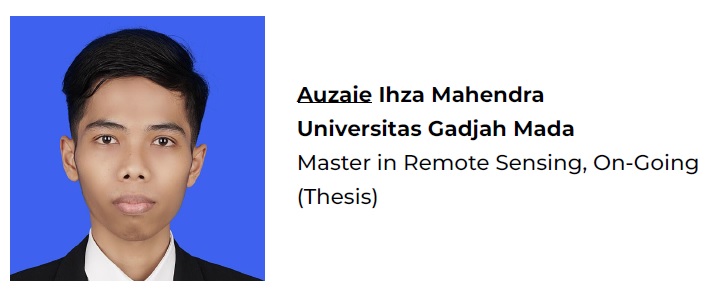 Auzaie Ihza Mahendra
Universitas Gadjah Mada
Master in Remote Sensing, On-Going
(Thesis)